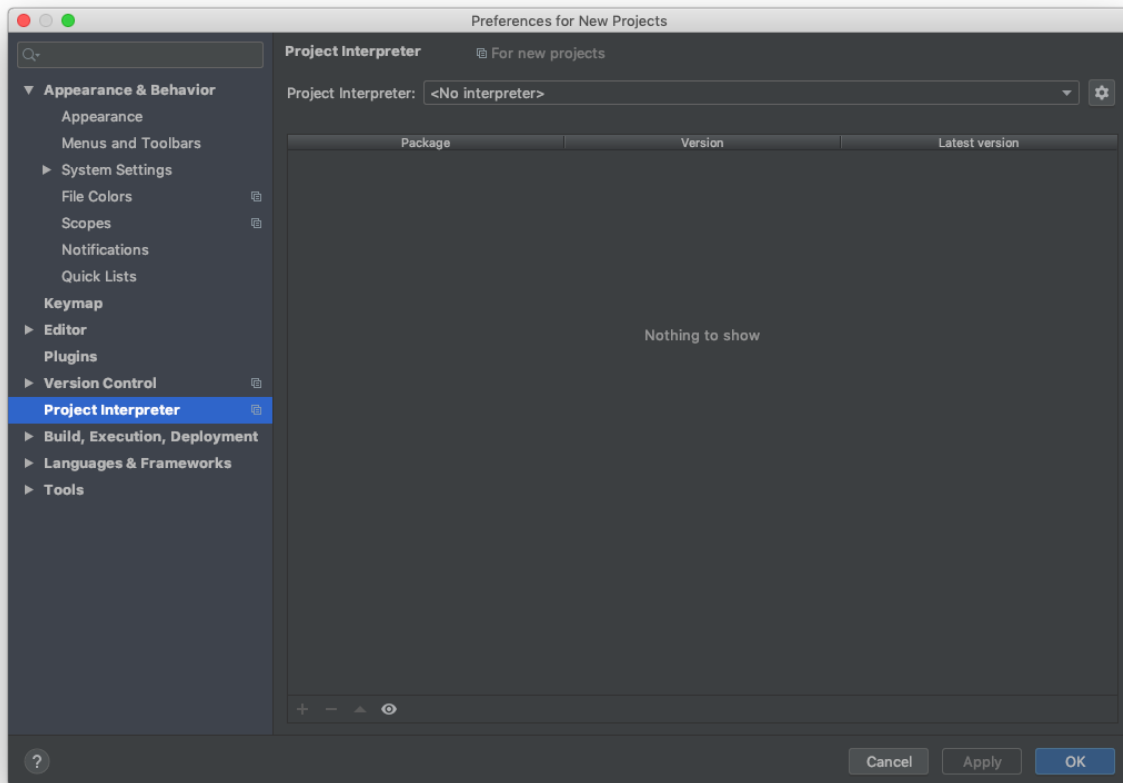 Preferences for New Projects
Appearance & Behavior
Appearance
Menus and Toolbars
System Settings
File Colors
Scopes
Notifications
Quick Lists
Keymap
Editor
Plugins
Version Control
Project Interpreter
Build, Execution, Deployment
Languages & Frameworks
Tools
Project Interpreter For new projects
Project Interpreter: <No interpreter>
Package Version Latest version
Nothing to show
? Cancel Apply OK